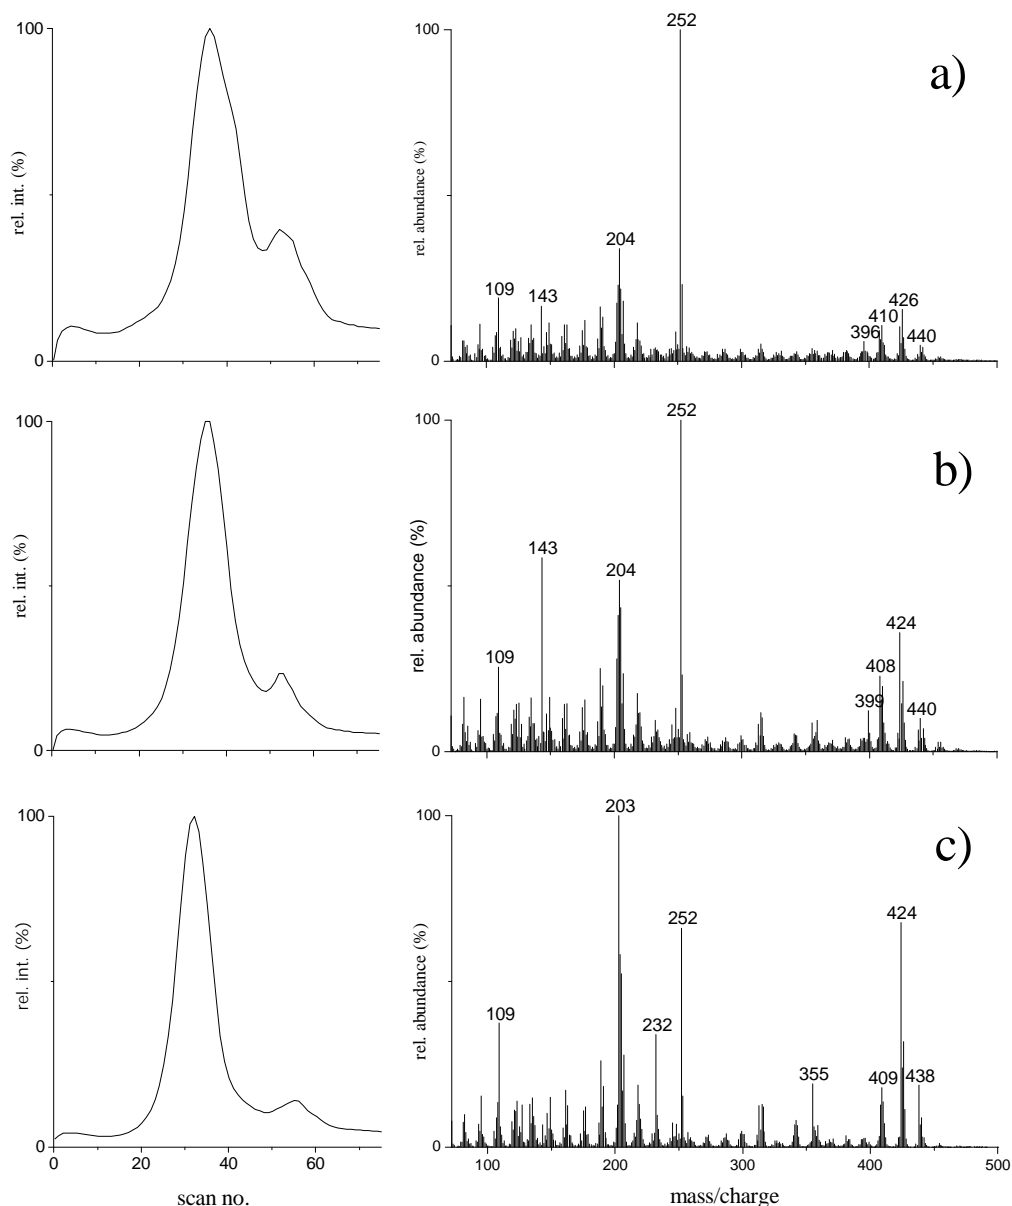 252
100
100
a)
rel. int. (%)
rel. abundance (%)
204
109
143
426
410
396
440
0
0
252
100
100
b)
rel. int. (%)
rel. abundance (%)
143
204
424
109
408
399
440
0
0
203
100
100
c)
rel. int. (%)
rel. abundance (%)
252
424
109
232
355
409
438
0
0
0 20 40 60
100 200 300 400 500
scan no.
mass/charge